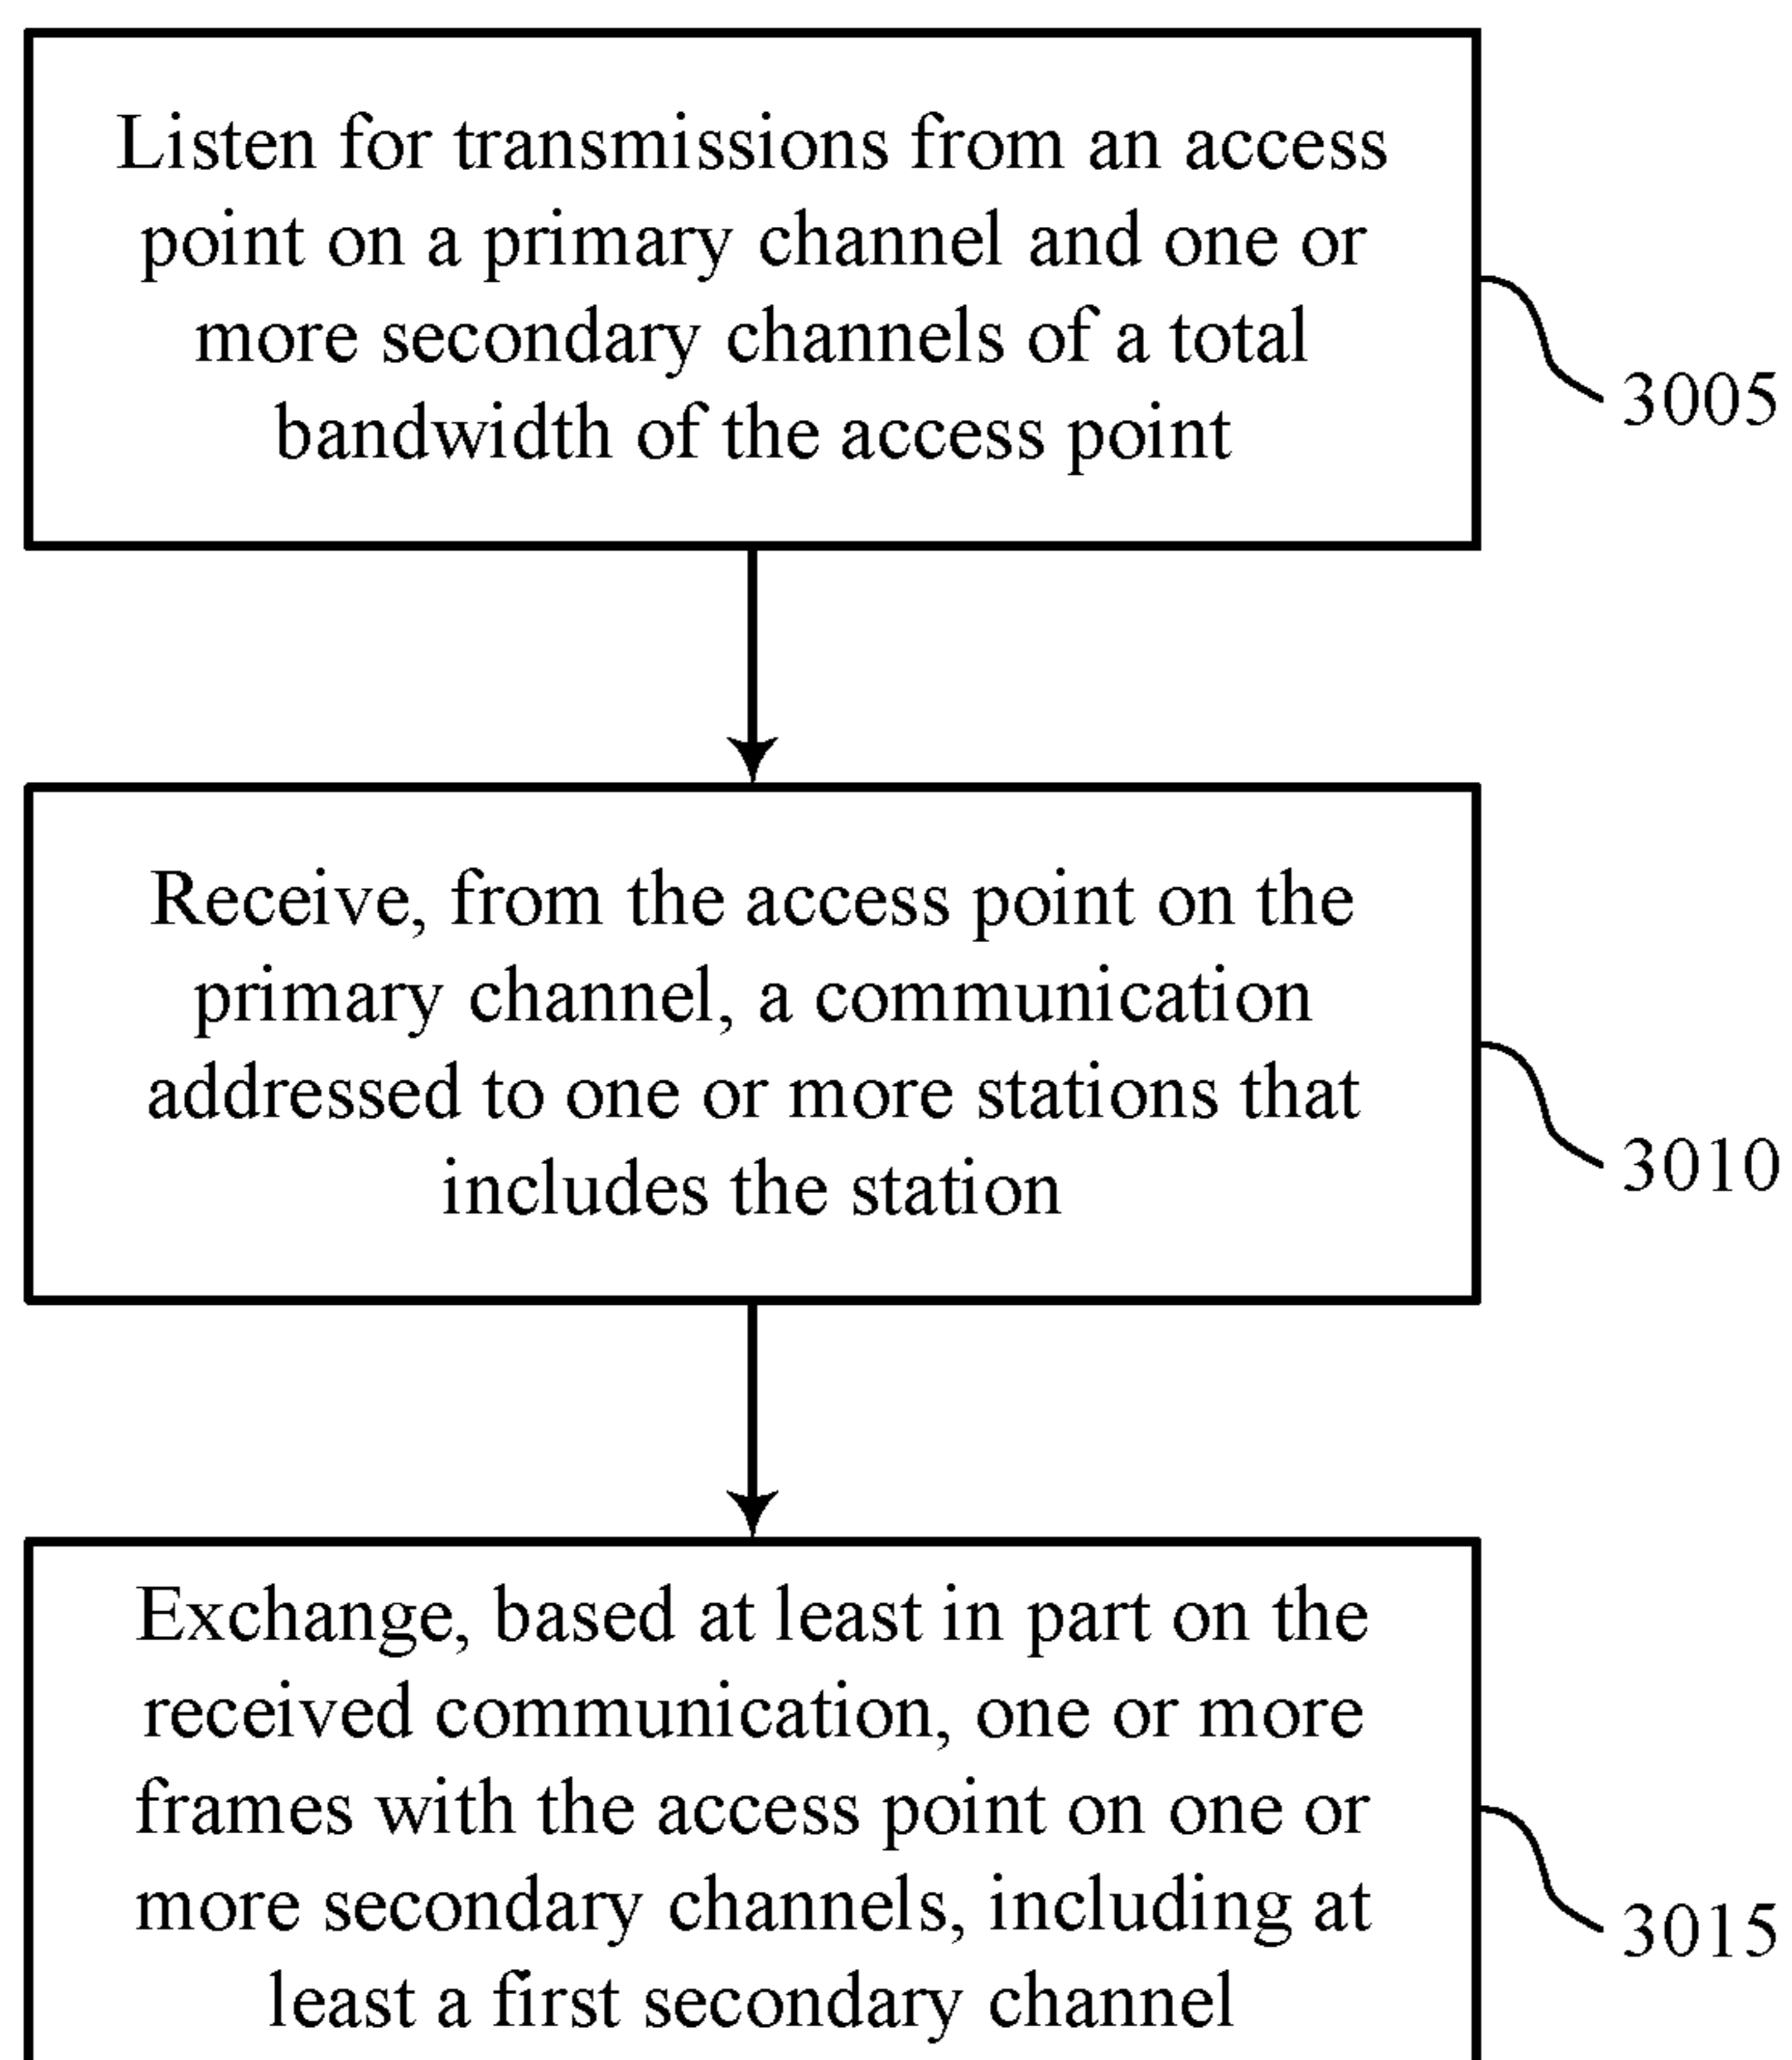 Listen for transmissions from an access
point on a primary channel and one or
more secondary channels of a total
bandwidth of the access point
3005
Receive, from the access point on the
primary channel, a communication
addressed to one or more stations that
includes the station
3010
Exchange, based at least in part on the
received communication, one or more
frames with the access point on one or
more secondary channels, including at
least a first secondary channel
3015